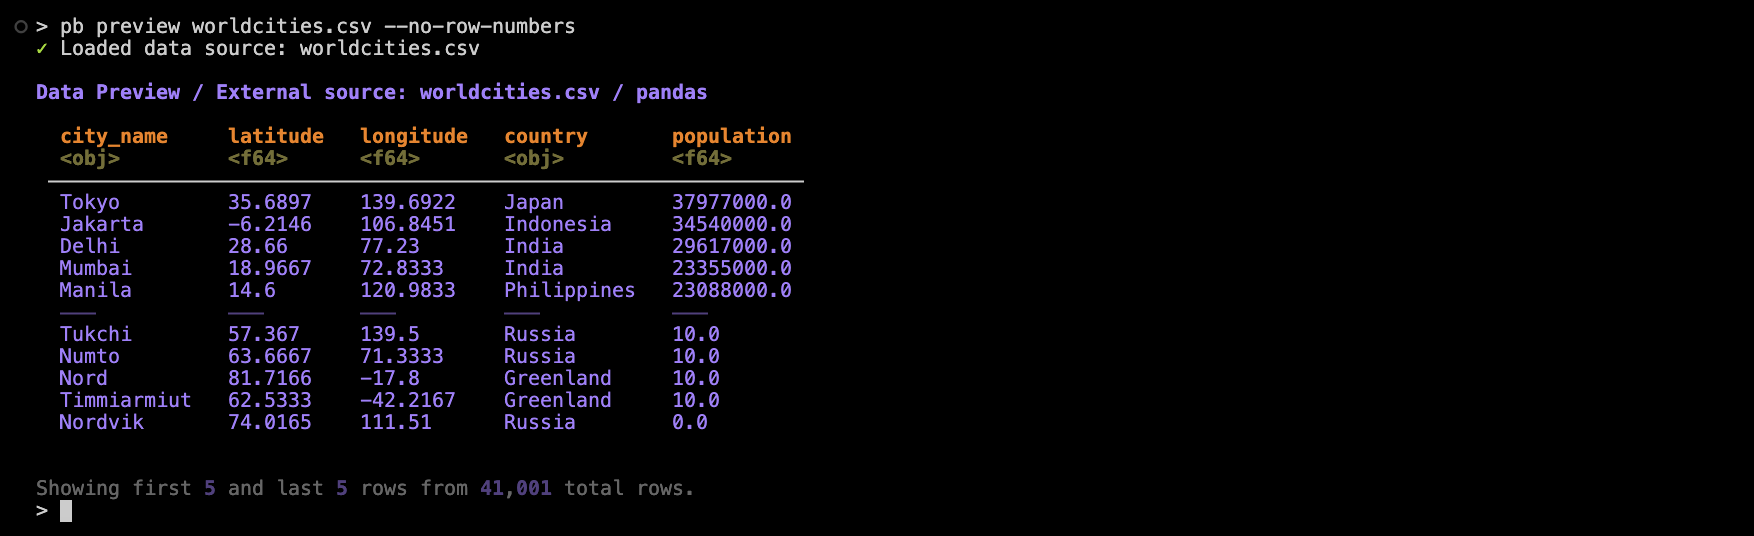 > pb preview worldcities.csv --no-row-numbers
✓ Loaded data source: worldcities.csv
Data Preview / External source: worldcities.csv / pandas
city_name latitude longitude country population
<obj> <f64> <f64> <obj> <f64>
Tokyo 35.6897 139.6922 Japan 37977000.0
Jakarta -6.2146 106.8451 Indonesia 34540000.0
Delhi 28.66 77.23 India 29617000.0
Mumbai 18.9667 72.8333 India 23355000.0
Manila 14.6 120.9833 Philippines 23088000.0
Tukchi 57.367 139.5 Russia 10.0
Numto 63.6667 71.3333 Russia 10.0
Nord 81.7166 -17.8 Greenland 10.0
Timmiarmiut 62.5333 -42.2167 Greenland 10.0
Nordvik 74.0165 111.51 Russia 0.0
Showing first 5 and last 5 rows from 41,001 total rows.
>